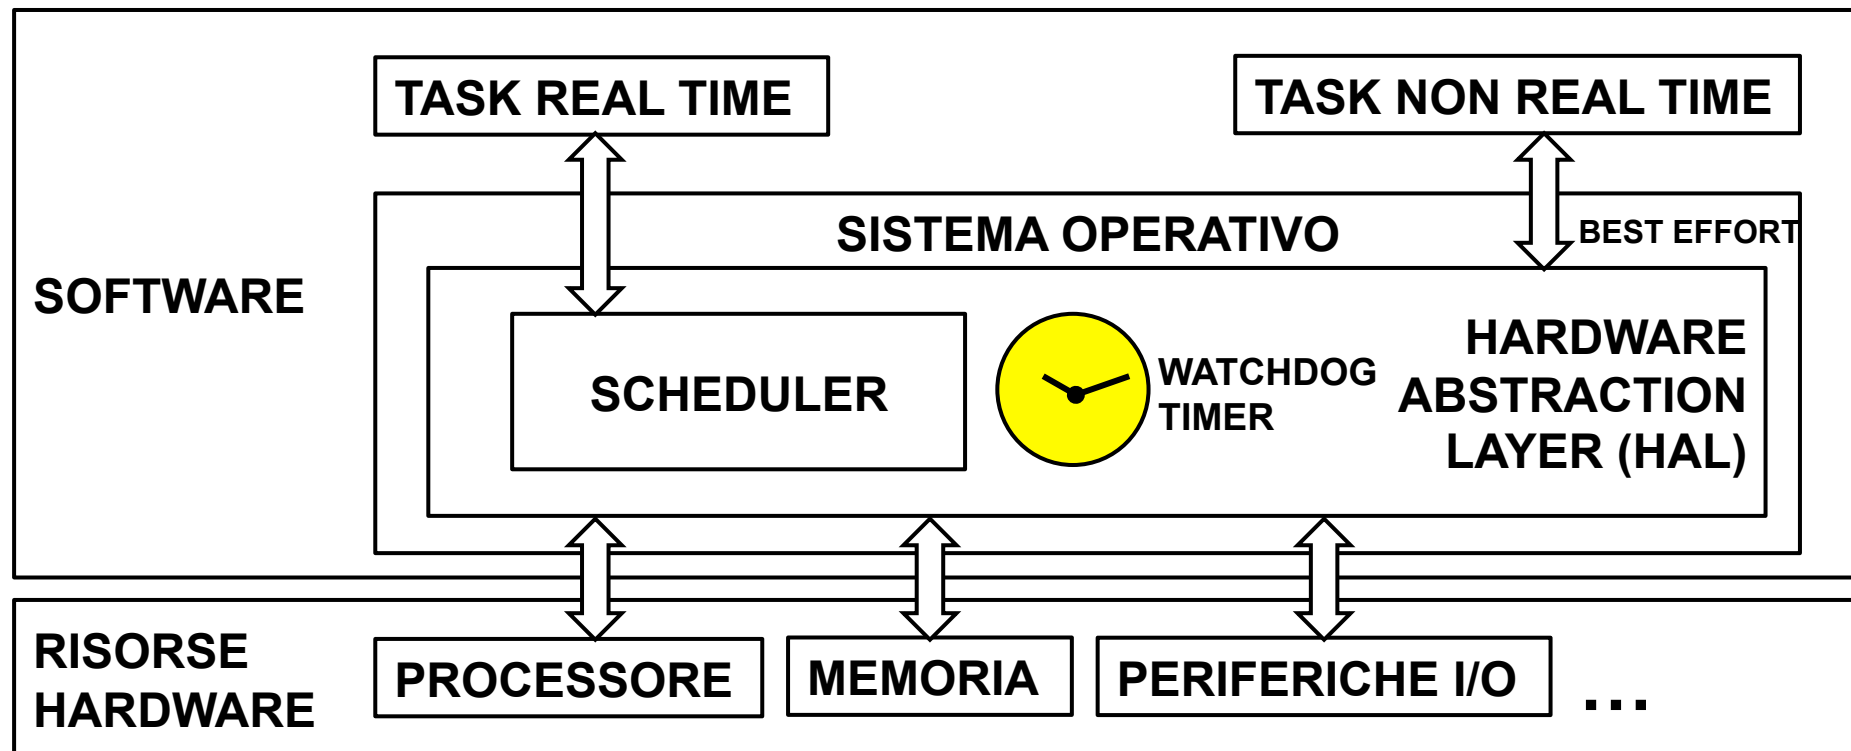 TASK REAL TIME
TASK NON REAL TIME
SISTEMA OPERATIVO
BEST EFFORT
SOFTWARE
SCHEDULER
WATCHDOG
TIMER
HARDWARE
ABSTRACTION
LAYER (HAL)
RISORSE
HARDWARE
PROCESSORE
MEMORIA
PERIFERICHE I/O
...